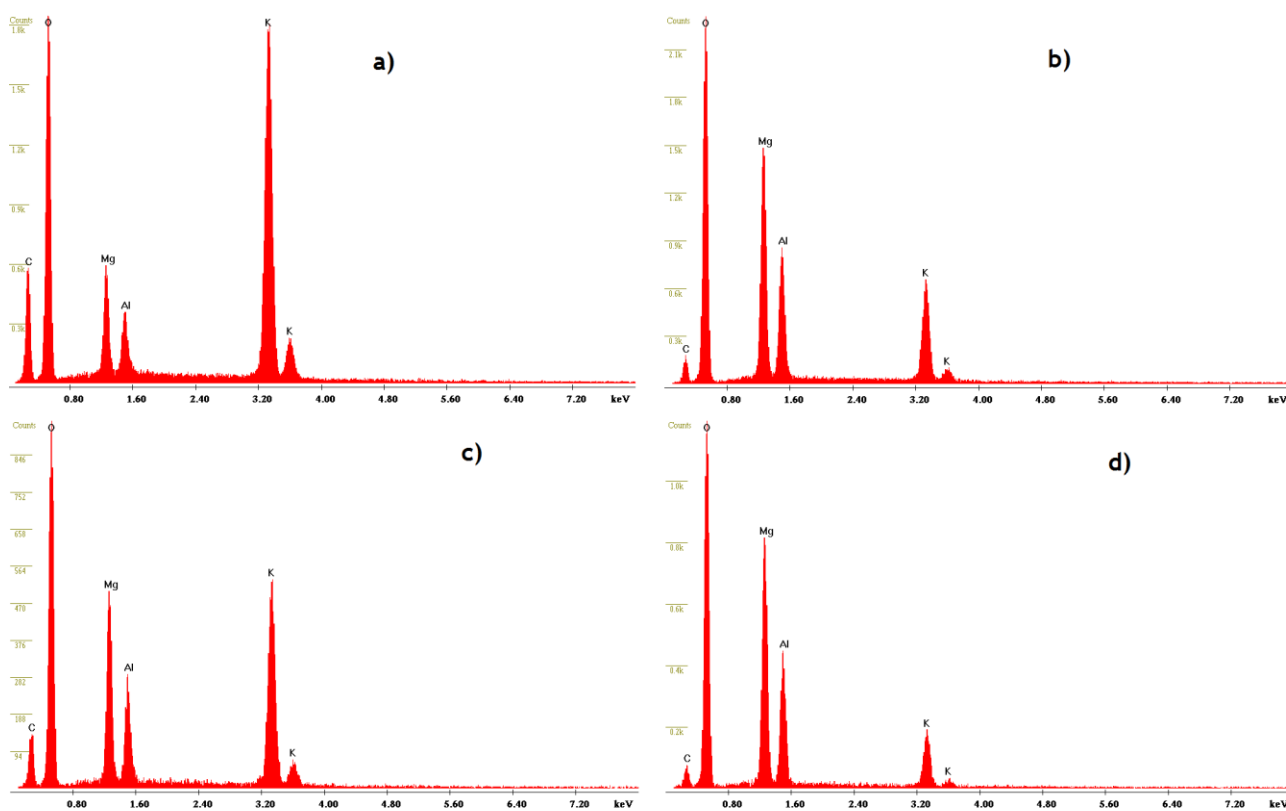 Counts
a)
O
K
1.8k
1.5k
1.2k
0.9k
C
Mg
0.6k
Al
K
0.3k
0.80 1.60 2.40 3.20 4.00 4.80 5.60 6.40 7.20 keV
Counts
b)
O
2.1k
1.8k
Mg
1.5k
1.2k
Al
0.9k
K
0.6k
C
K
0.3k
0.80 1.60 2.40 3.20 4.00 4.80 5.60 6.40 7.20 keV
Counts
c)
O
846
752
658
K
564
Mg
470
376
Al
282
188
C
K
94
0.80 1.60 2.40 3.20 4.00 4.80 5.60 6.40 7.20 keV
Counts
d)
O
1.0k
Mg
0.8k
0.6k
Al
0.4k
K
0.2k
C
K
0.80 1.60 2.40 3.20 4.00 4.80 5.60 6.40 7.20 keV